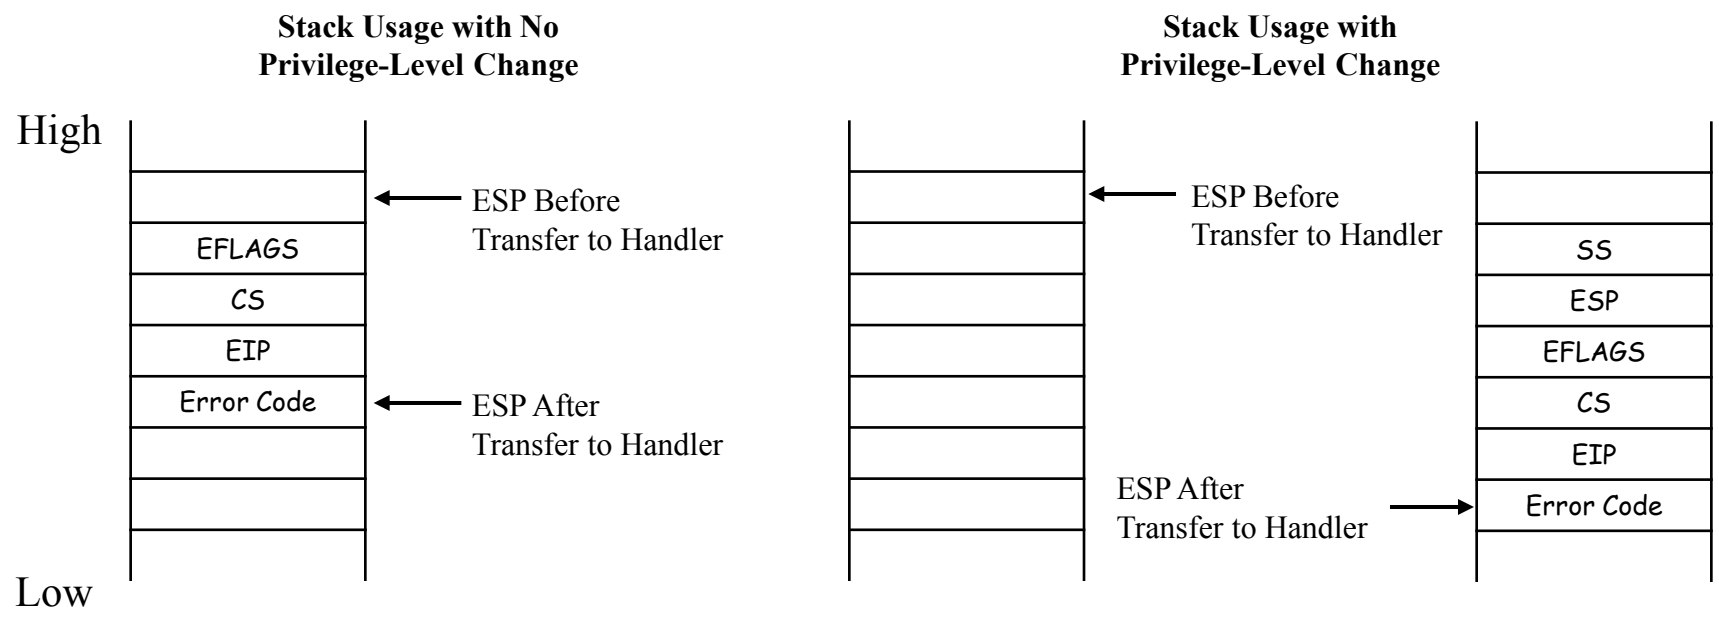 Stack Usage with No
Privilege-Level Change
High
EFLAGS
CS
EIP
Error Code
ESP Before
Transfer to Handler
ESP After
Transfer to Handler
Low
Stack Usage with
Privilege-Level Change
ESP Before
Transfer to Handler
ESP After
Transfer to Handler
SS
ESP
EFLAGS
CS
EIP
Error Code